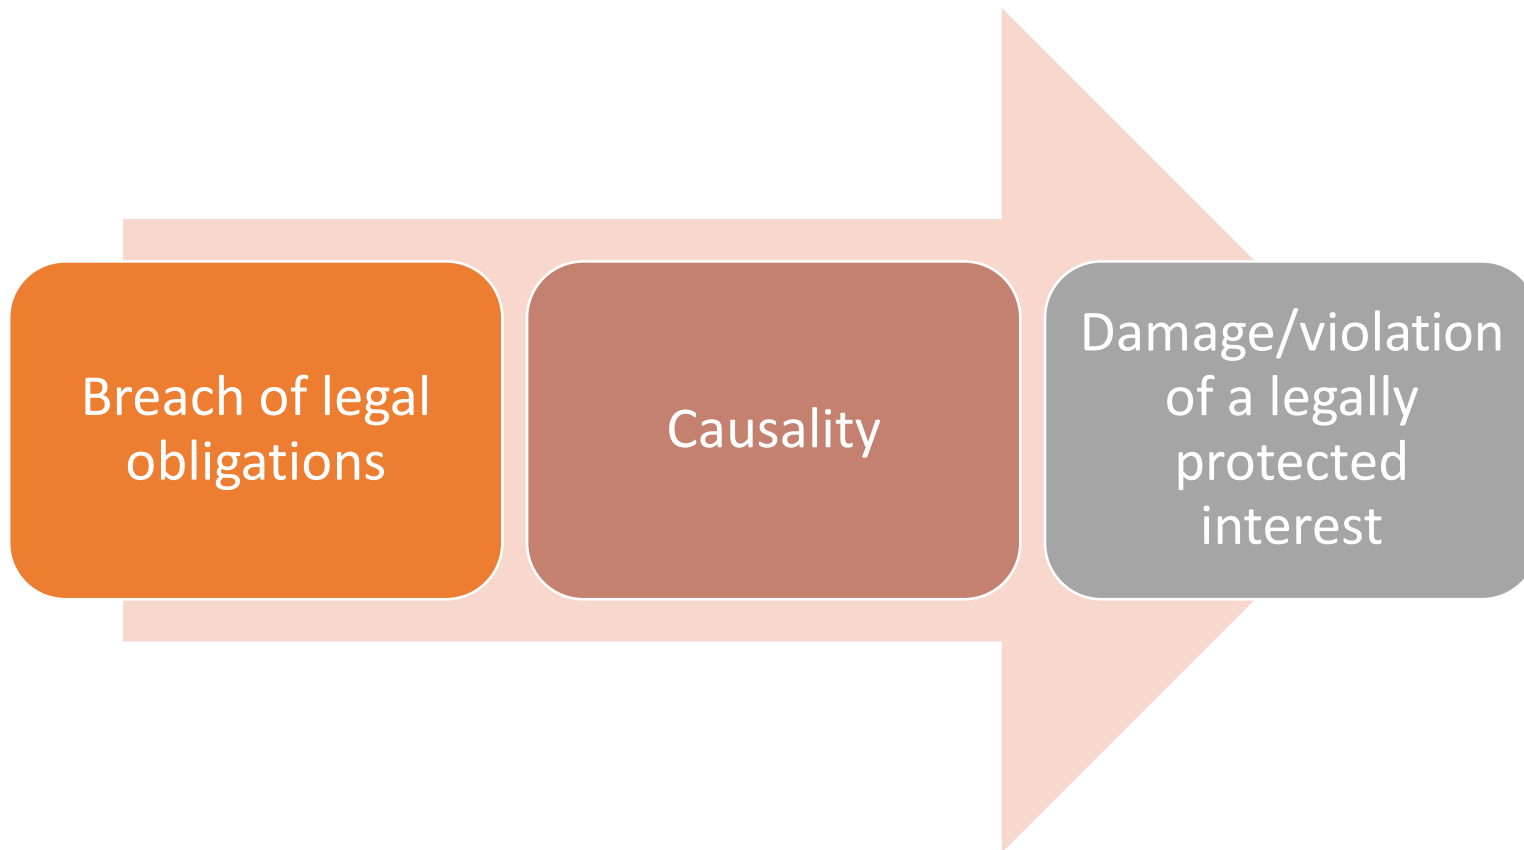 Breach of legal
obligations
Causality
Damage/violation
of a legally
protected
interest